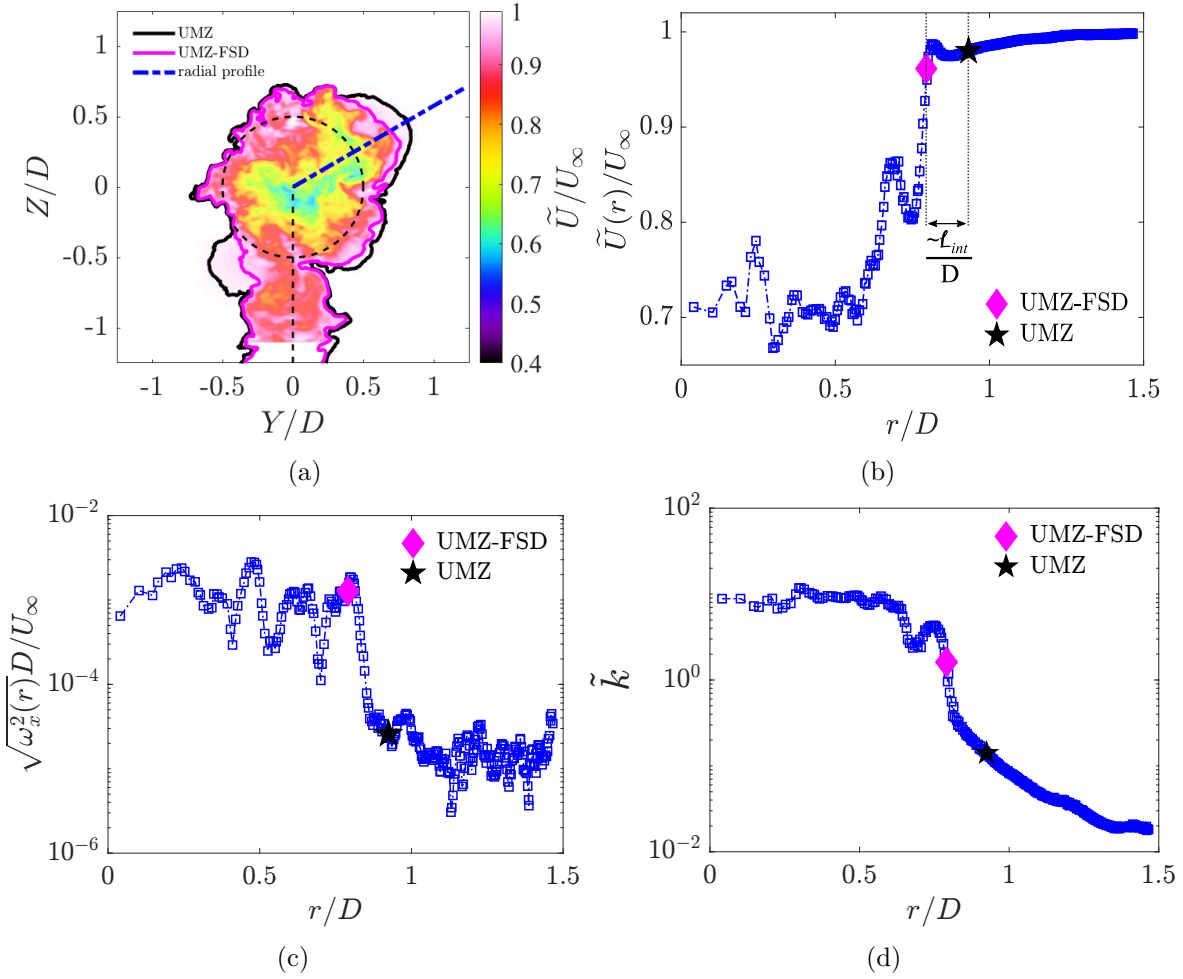 UMZ
UMZ-FSD
radial profile
1
0.5
0
-0.5
-1
-1
-0.5
0
0.5
1
Z/D
Y/D
1
0.9
0.8
0.7
0.6
0.5
0.4
Ũ/U∞
(a)
1
0.9
0.8
0.7
0
0.5
1
1.5
Ũ(r)/U∞
r/D
~ℒint
D
UMZ-FSD
UMZ
(b)
10⁻²
10⁻⁴
10⁻⁶
0
0.5
1
1.5
√ω²ₓ(r)D/U∞
r/D
UMZ-FSD
UMZ
(c)
10²
10⁰
10⁻²
0
0.5
1
1.5
k̃
r/D
UMZ-FSD
UMZ
(d)